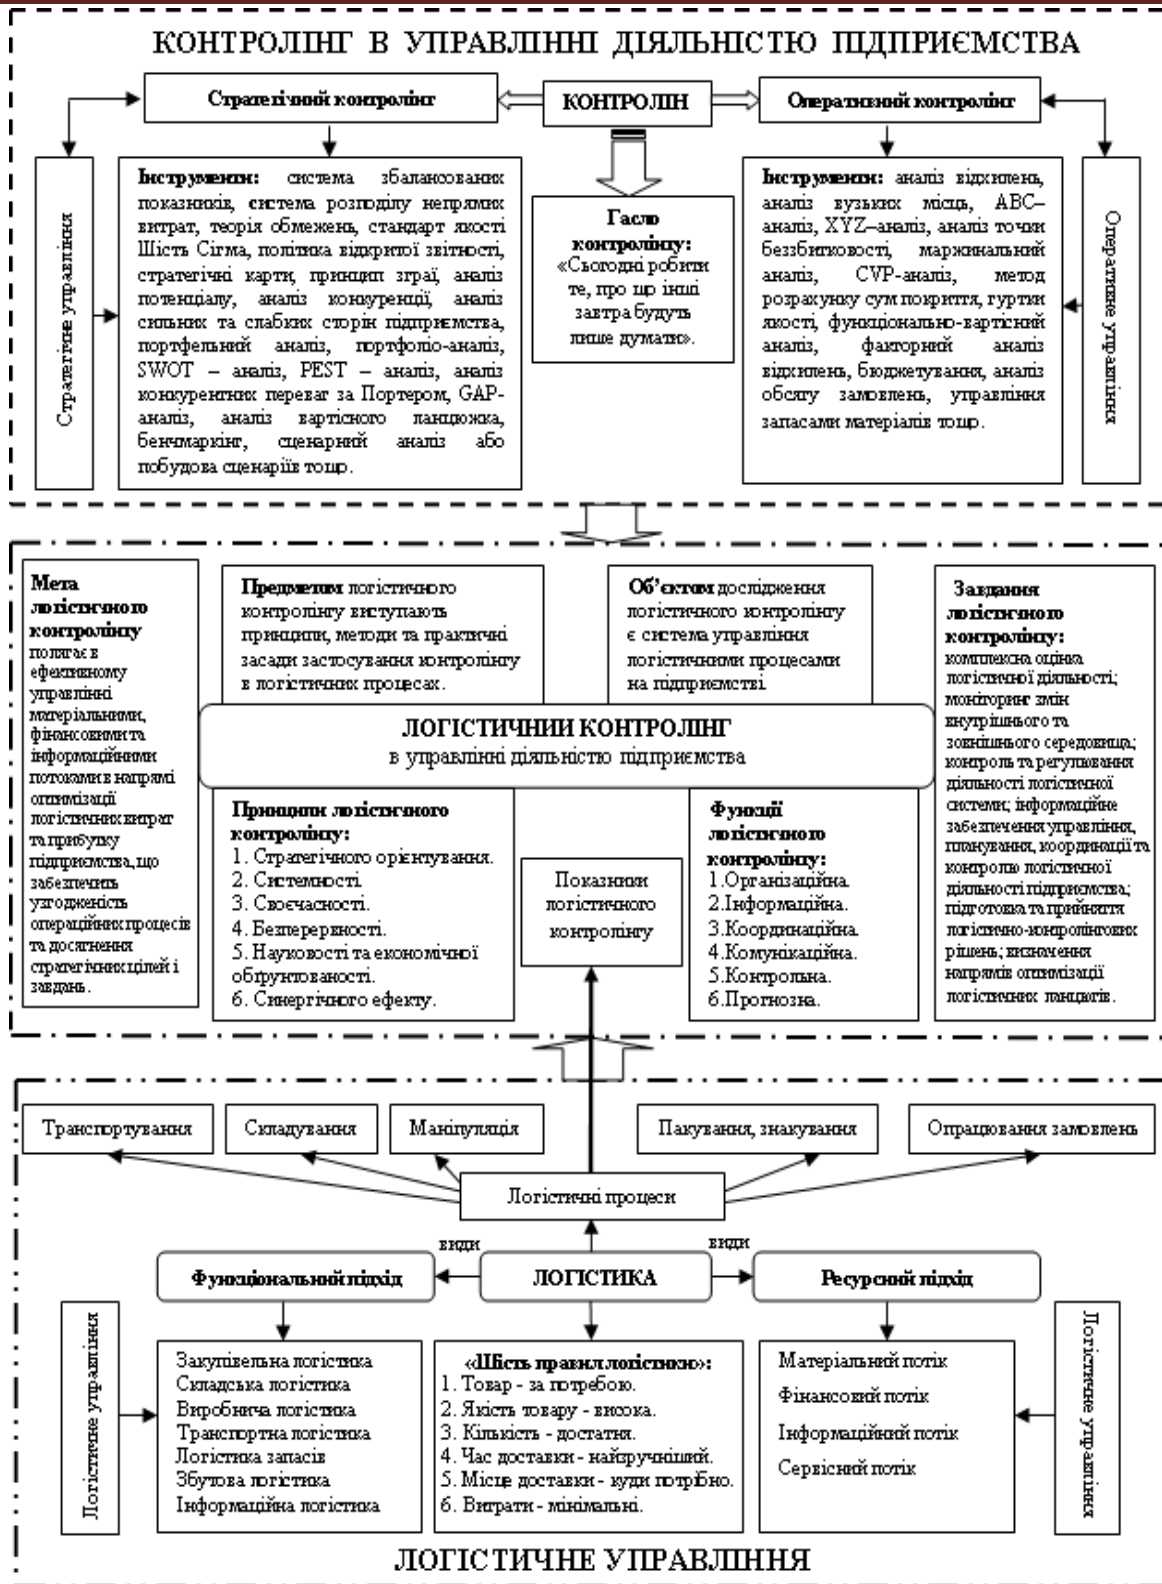 КОНТРОЛІНГ В УПРАВЛІННІ ДІЯЛЬНІСТЮ ПІДПРИЄМСТВА
Стратегічний контролінг
КОНТРОЛІН
Оперативний контролінг
Стратегічне управління
Інструменти: система збалансованих
показників, система розподілу непрямих
витрат, теорія обмежень, стандарт якості
Шість Сігма, політика відкритої звітності,
стратегічні карти, принцип зграї, аналіз
потенціалу, аналіз конкуренції, аналіз
сильних та слабких сторін підприємства,
портфельний аналіз, портфоліо-аналіз,
SWOT – аналіз, PEST – аналіз, аналіз
конкурентних переваг за Портером, GAP-
аналіз, аналіз вартісного ланцюжка,
бенчмаркінг, сценарний аналіз або
побудова сценаріїв тощо.
Гасло
контролінгу:
«Сьогодні робити
те, про що інші
завтра будуть
лише думати».
Інструменти: аналіз відхилень,
аналіз вузьких місць, АВС–
аналіз, XYZ–аналіз, аналіз точки
беззбитковості, маржинальний
аналіз, CVP-аналіз, метод
розрахунку сум покриття, гуртки
якості, функціонально-вартісний
аналіз, факторний аналіз
відхилень, бюджетування, аналіз
обсягу замовлень, управління
запасами матеріалів тощо.
Оперативне управління
Мета
логістичного
контролінгу
полягає в
ефективному
управлінні
матеріальними,
фінансовими та
інформаційними
потоками в напрямі
оптимізації
логістичних витрат
та прибутку
підприємства, що
забезпечить
узгодженість
операційних процесів
та досягнення
стратегічних цілей і
завдань.
Предметом логістичного
контролінгу виступають
принципи, методи та практичні
засади застосування контролінгу
в логістичних процесах.
Об’єктом дослідження
логістичного контролінгу
є система управління
логістичними процесами
на підприємстві
Завдання
логістичного
контролінгу:
комплексна оцінка
логістичної діяльності;
моніторинг змін
внутрішнього та
зовнішнього середовища;
контроль та регулювання
діяльності логістичної
системи; інформаційне
забезпечення управління,
планування, координації та
контролю логістичної
діяльності підприємства;
підготовка та прийняття
логістично-контролінгових
рішень; визначення
напрямів оптимізації
логістичних ланцюгів.
ЛОГІСТИЧНИЙ КОНТРОЛІНГ
в управлінні діяльністю підприємства
Принципи логістичного
контролінгу:
1. Стратегічного орієнтування.
2. Системності.
3. Своєчасності.
4. Безперервності.
5. Науковості та економічної
обґрунтованості.
6. Синергічного ефекту.
Показники
логістичного
контролінгу
Функції
логістичного
контролінгу:
1.Організаційна.
2.Інформаційна.
3.Координаційна.
4.Комунікаційна.
5.Контрольна.
6.Прогнозна.
Транспортування
Складування
Маніпуляція
Пакування, знакування
Опрацювання замовлень
Логістичні процеси
види
види
Функціональний підхід
ЛОГІСТИКА
Ресурсний підхід
Логістичне управління
Закупівельна логістика
Складська логістика
Виробнича логістика
Транспортна логістика
Логістика запасів
Збутова логістика
Інформаційна логістика
«Шість правил логістики»:
1. Товар - за потребою.
2. Якість товару - висока.
3. Кількість - достатня.
4. Час доставки - найзручніший.
5. Місце доставки - куди потрібно.
6. Витрати - мінімальні.
Матеріальний потік
Фінансовий потік
Інформаційний потік
Сервісний потік
Логістичне управління
ЛОГІСТИЧНЕ УПРАВЛІННЯ